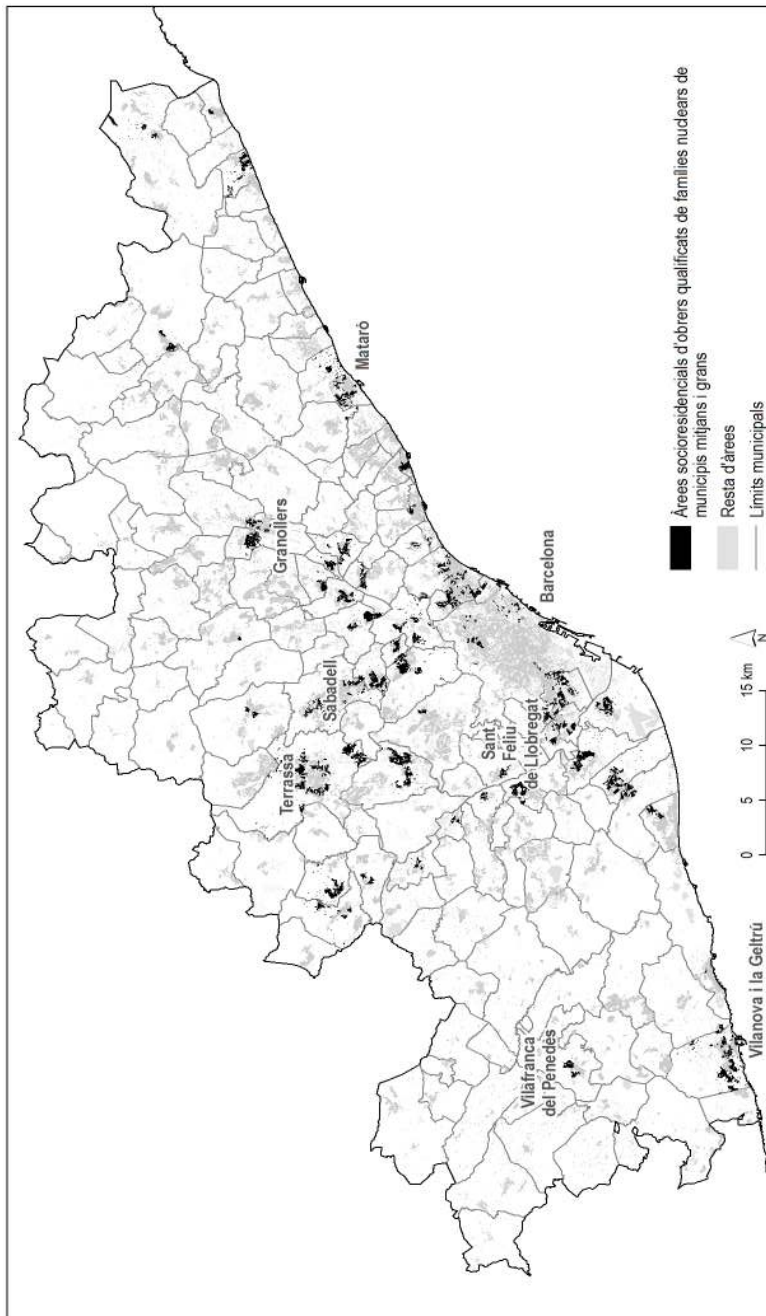 Mataró
Granollers
Barcelona
Sabadell
Sant
Feliu
de Llobregat
Terrassa
Vilafranca
del Penedès
Vilanova i la Geltrú
0 5 10 15 km
N
Àrees socioresidencials d'obrers qualificats de famílies nuclears de
municipis mitjans i grans
Resta d'àrees
Límits municipals